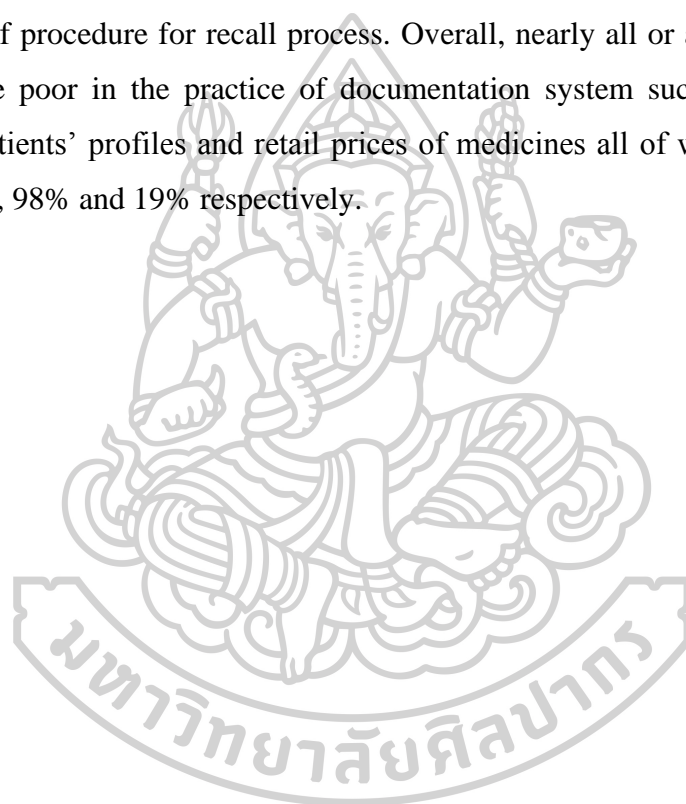 f procedure for recall process. Overall, nearly all or a
e poor in the practice of documentation system suc
tients’ profiles and retail prices of medicines all of w
, 98% and 19% respectively.
มหาวิทยาลัยศิลปากร